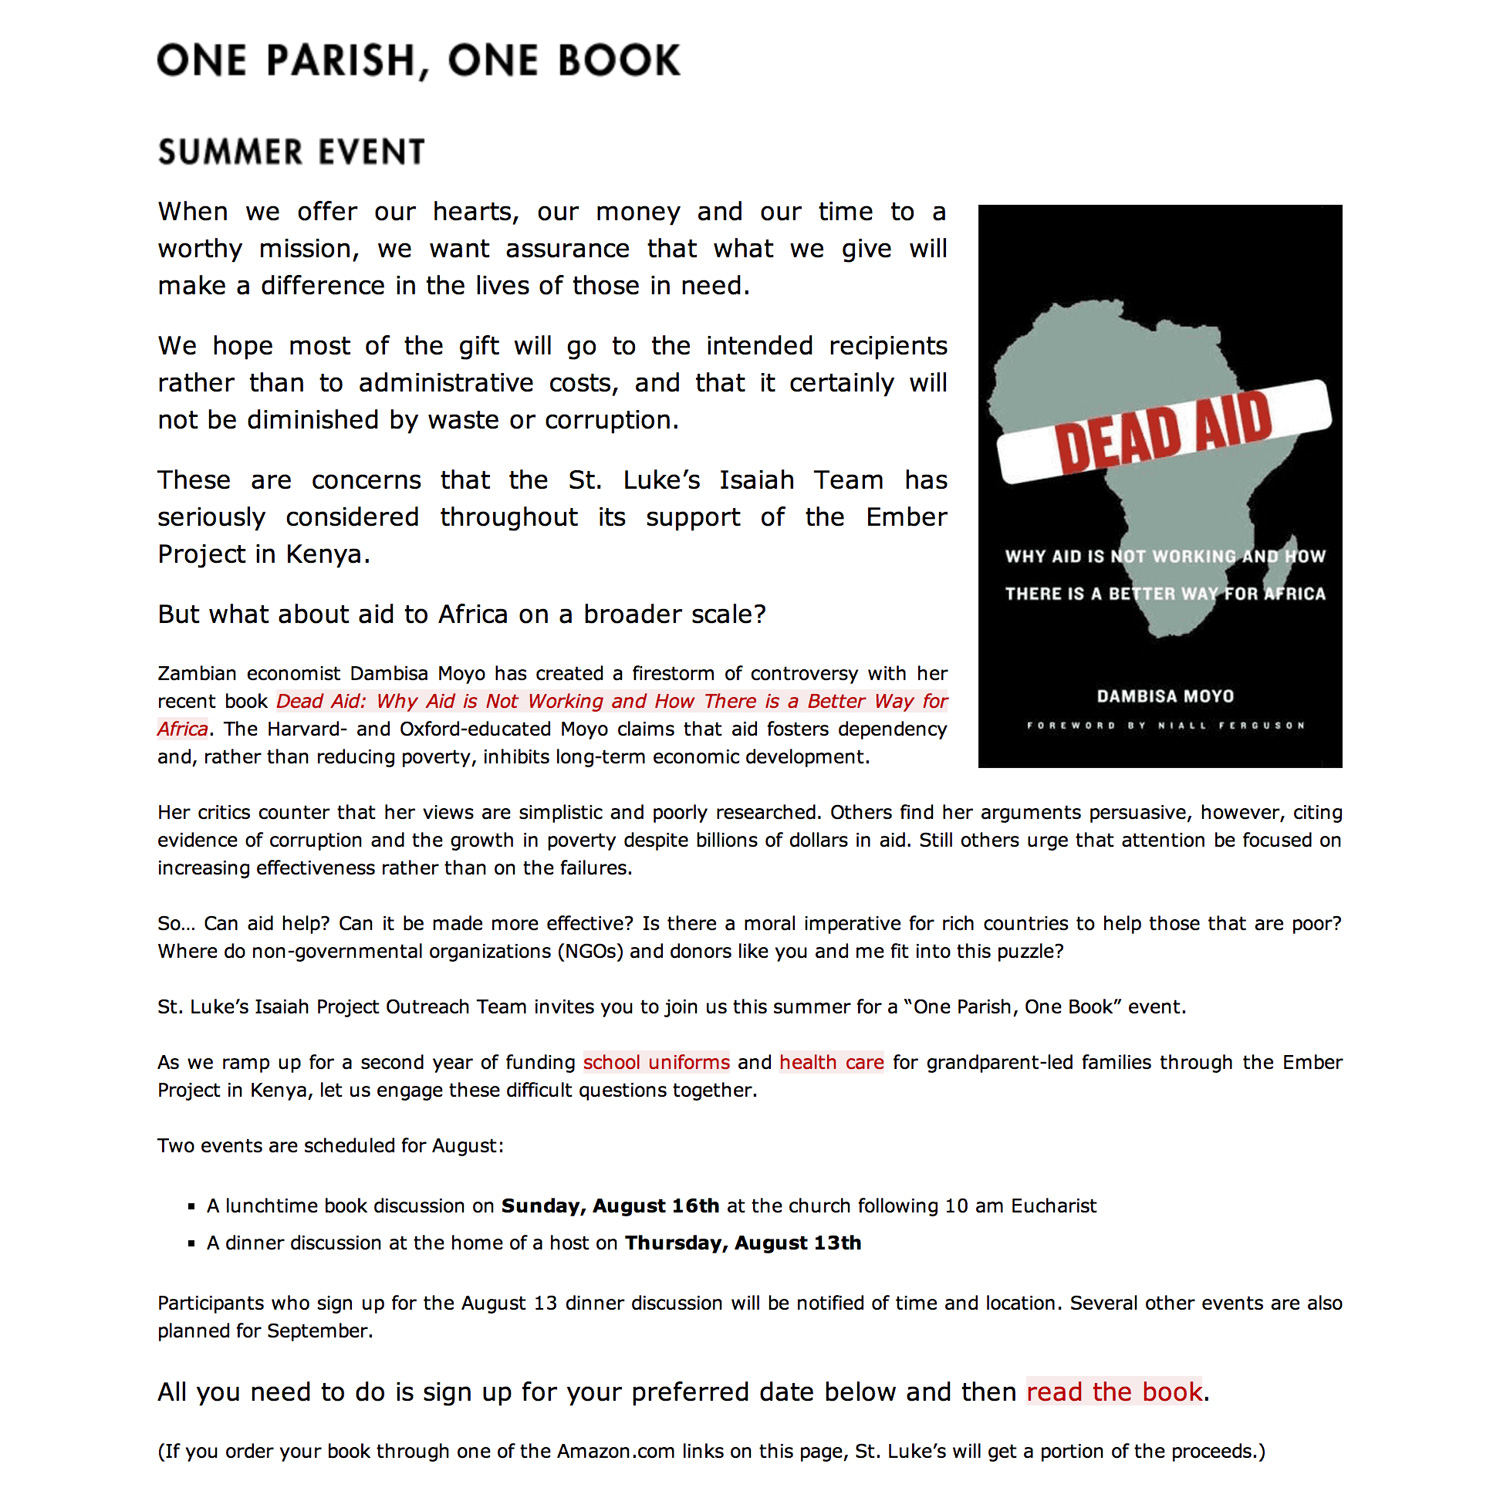 ONE PARISH, ONE BOOK
SUMMER EVENT
When we offer our hearts, our money and our time to a
worthy mission, we want assurance that what we give will
make a difference in the lives of those in need.
We hope most of the gift will go to the intended recipients
rather than to administrative costs, and that it certainly will
not be diminished by waste or corruption.
These are concerns that the St. Luke’s Isaiah Team has
seriously considered throughout its support of the Ember
Project in Kenya.
But what about aid to Africa on a broader scale?
Zambian economist Dambisa Moyo has created a firestorm of controversy with her
recent book Dead Aid: Why Aid is Not Working and How There is a Better Way for
Africa. The Harvard- and Oxford-educated Moyo claims that aid fosters dependency
and, rather than reducing poverty, inhibits long-term economic development.
DEAD AID
WHY AID IS NOT WORKING AND HOW
THERE IS A BETTER WAY FOR AFRICA
DAMBISA MOYO
FOREWORD BY NIALL FERGUSON
Her critics counter that her views are simplistic and poorly researched. Others find her arguments persuasive, however, citing
evidence of corruption and the growth in poverty despite billions of dollars in aid. Still others urge that attention be focused on
increasing effectiveness rather than on the failures.
So… Can aid help? Can it be made more effective? Is there a moral imperative for rich countries to help those that are poor?
Where do non-governmental organizations (NGOs) and donors like you and me fit into this puzzle?
St. Luke’s Isaiah Project Outreach Team invites you to join us this summer for a “One Parish, One Book” event.
As we ramp up for a second year of funding school uniforms and health care for grandparent-led families through the Ember
Project in Kenya, let us engage these difficult questions together.
Two events are scheduled for August:
▪ A lunchtime book discussion on Sunday, August 16th at the church following 10 am Eucharist
▪ A dinner discussion at the home of a host on Thursday, August 13th
Participants who sign up for the August 13 dinner discussion will be notified of time and location. Several other events are also
planned for September.
All you need to do is sign up for your preferred date below and then read the book.
(If you order your book through one of the Amazon.com links on this page, St. Luke’s will get a portion of the proceeds.)